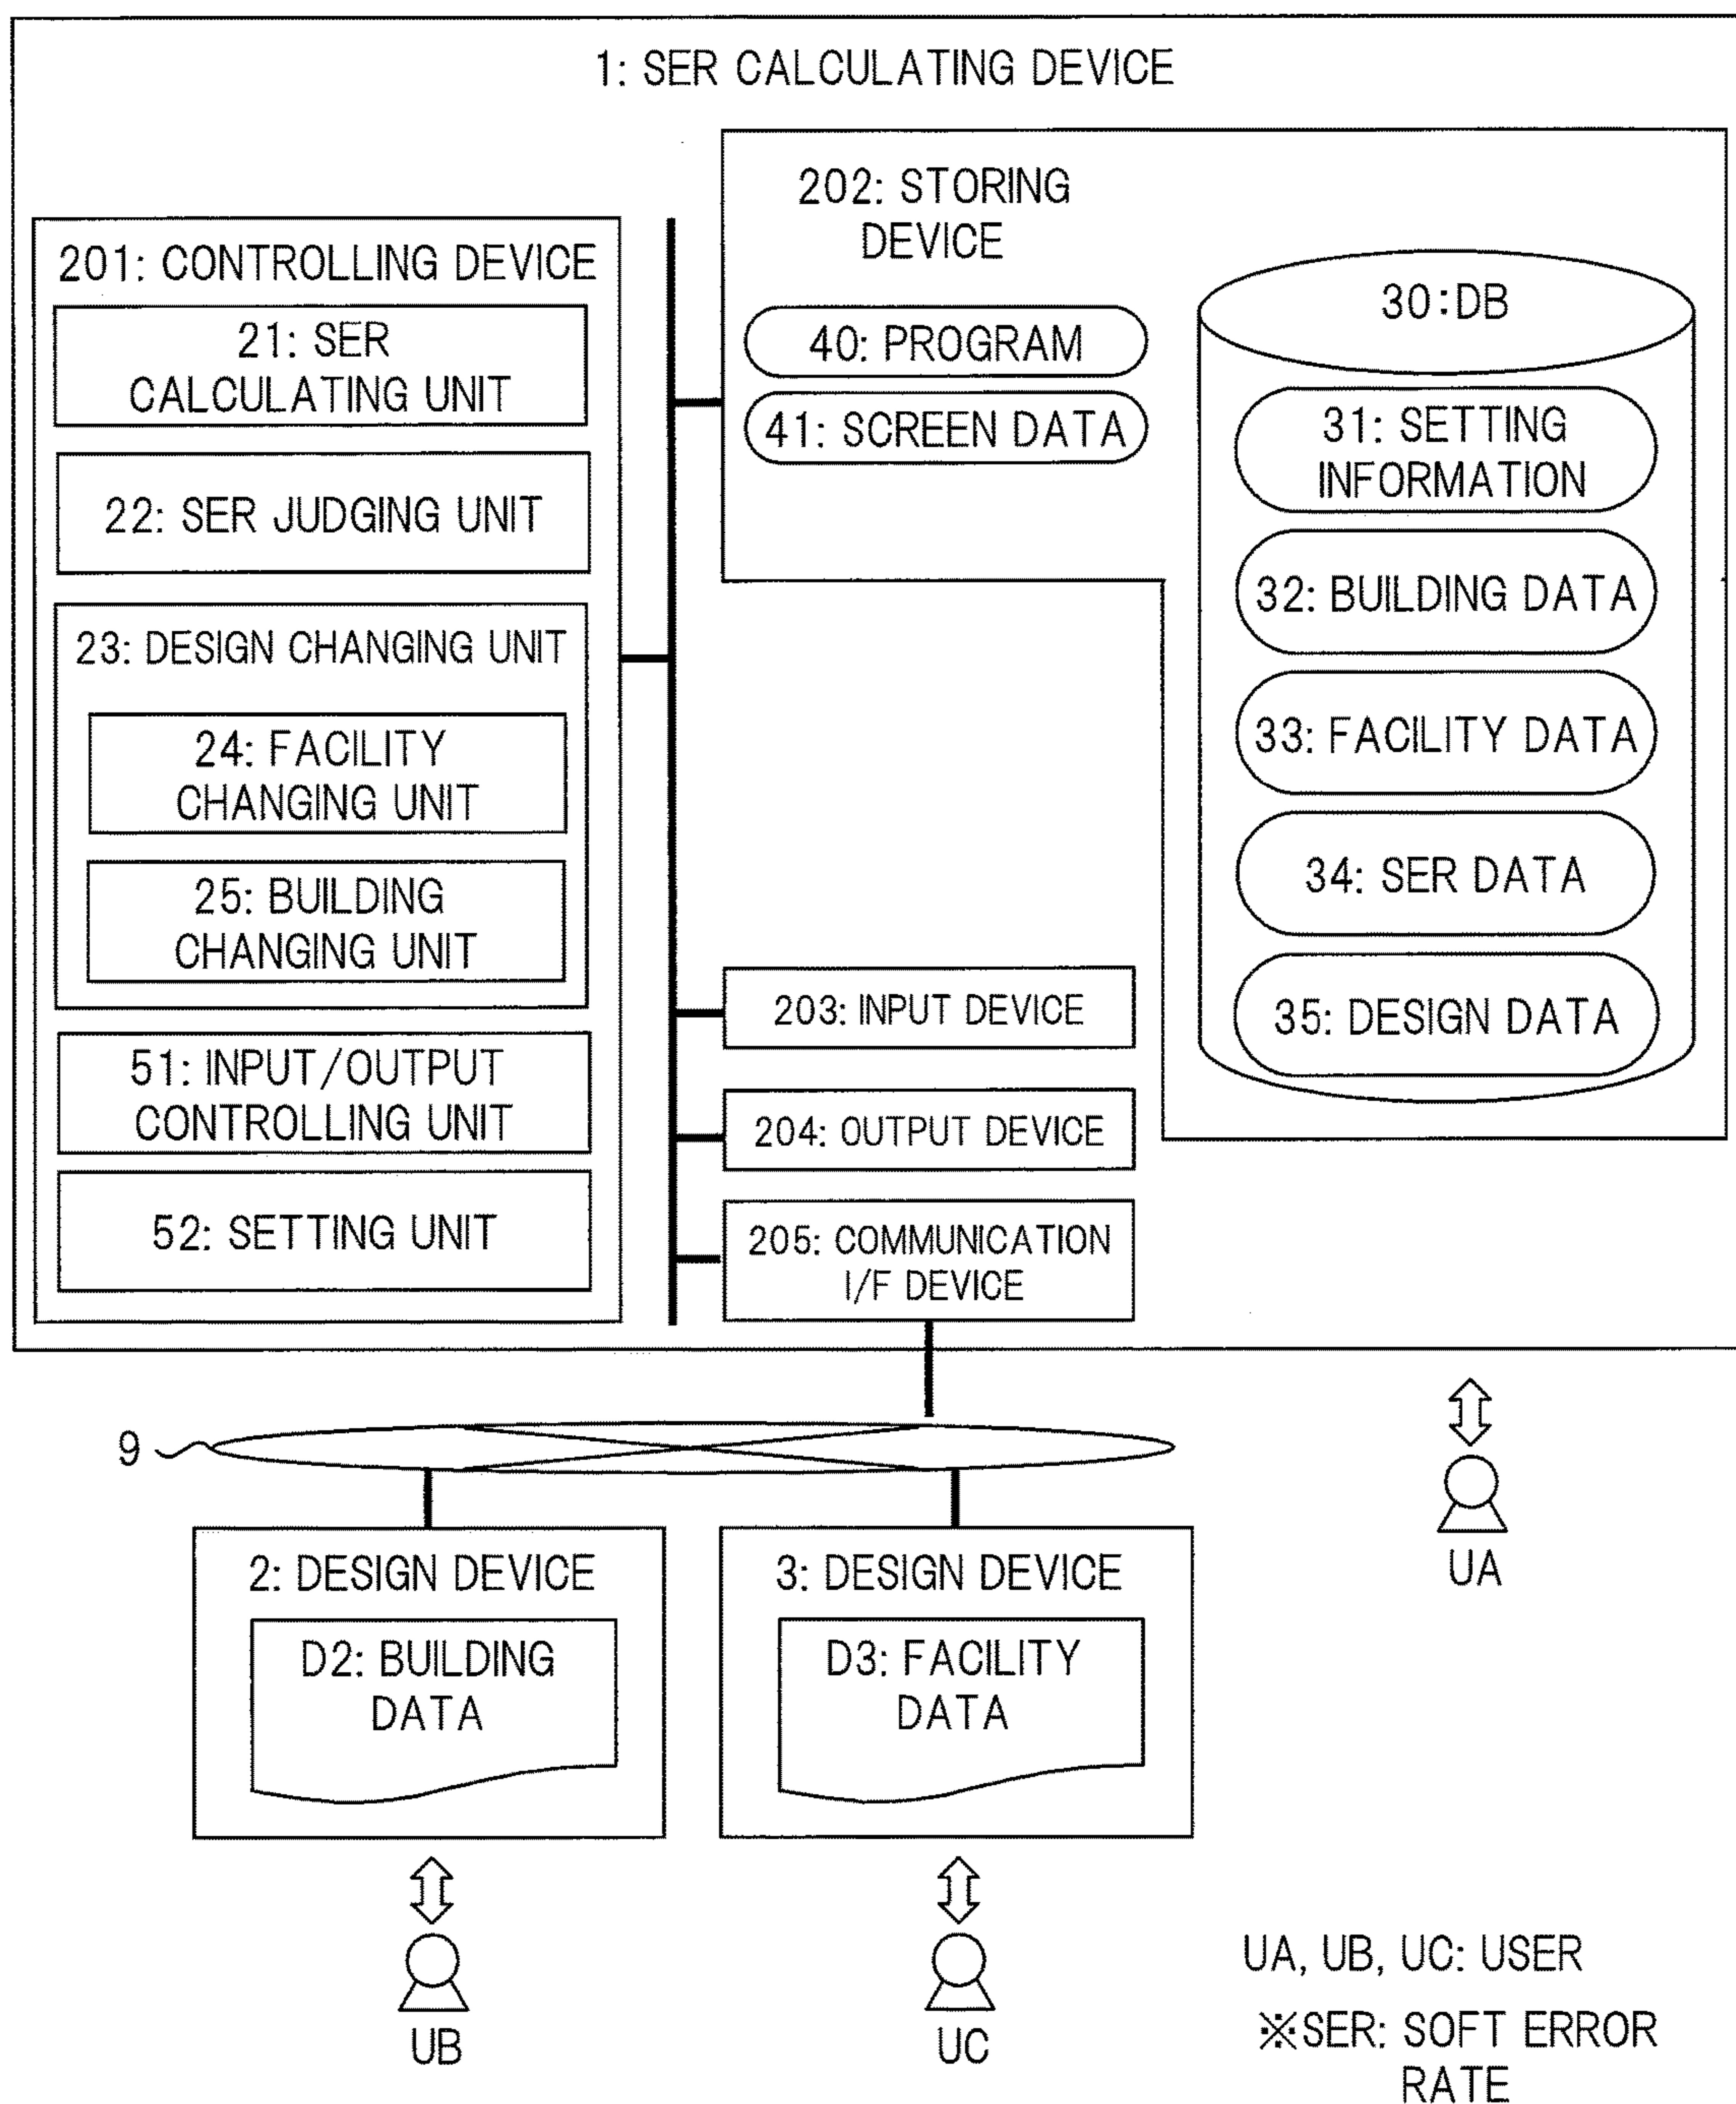 1: SER CALCULATING DEVICE
201: CONTROLLING DEVICE
21: SER
CALCULATING UNIT
22: SER JUDGING UNIT
23: DESIGN CHANGING UNIT
24: FACILITY
CHANGING UNIT
25: BUILDING
CHANGING UNIT
51: INPUT/OUTPUT
CONTROLLING UNIT
52: SETTING UNIT
202: STORING
DEVICE
40: PROGRAM
41: SCREEN DATA
30:DB
31: SETTING
INFORMATION
32: BUILDING DATA
33: FACILITY DATA
34: SER DATA
35: DESIGN DATA
203: INPUT DEVICE
204: OUTPUT DEVICE
205: COMMUNICATION
I/F DEVICE
9
2: DESIGN DEVICE
D2: BUILDING
DATA
UB
3: DESIGN DEVICE
D3: FACILITY
DATA
UC
UA
UA, UB, UC: USER
※SER: SOFT ERROR
RATE